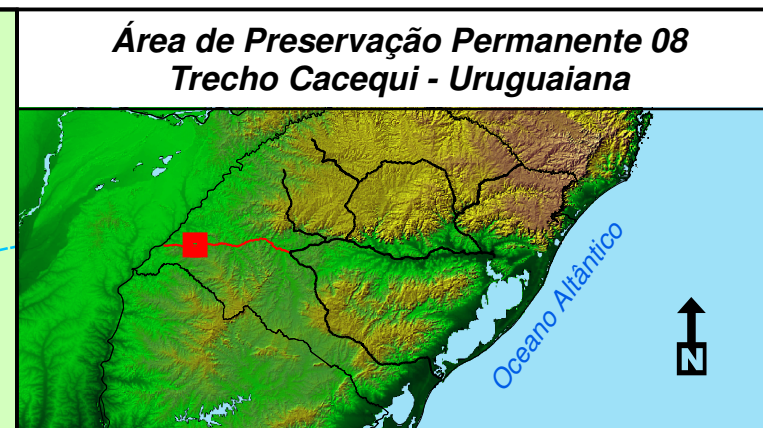 Área de Preservação Permanente 08
Trecho Cacequi - Uruguaiana
Oceano Altântico
N